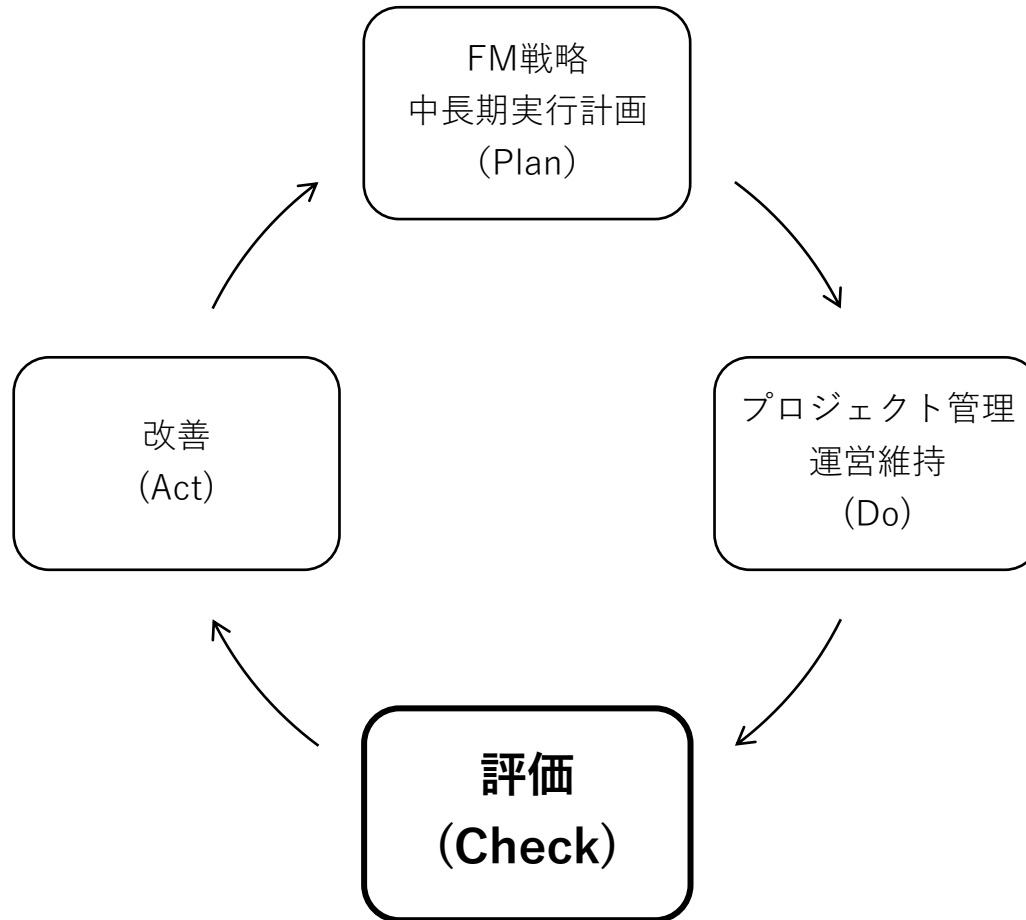 FM戦略
中長期実行計画
(Plan)
プロジェクト管理
運営維持
(Do)
評価
(Check)
改善
(Act)